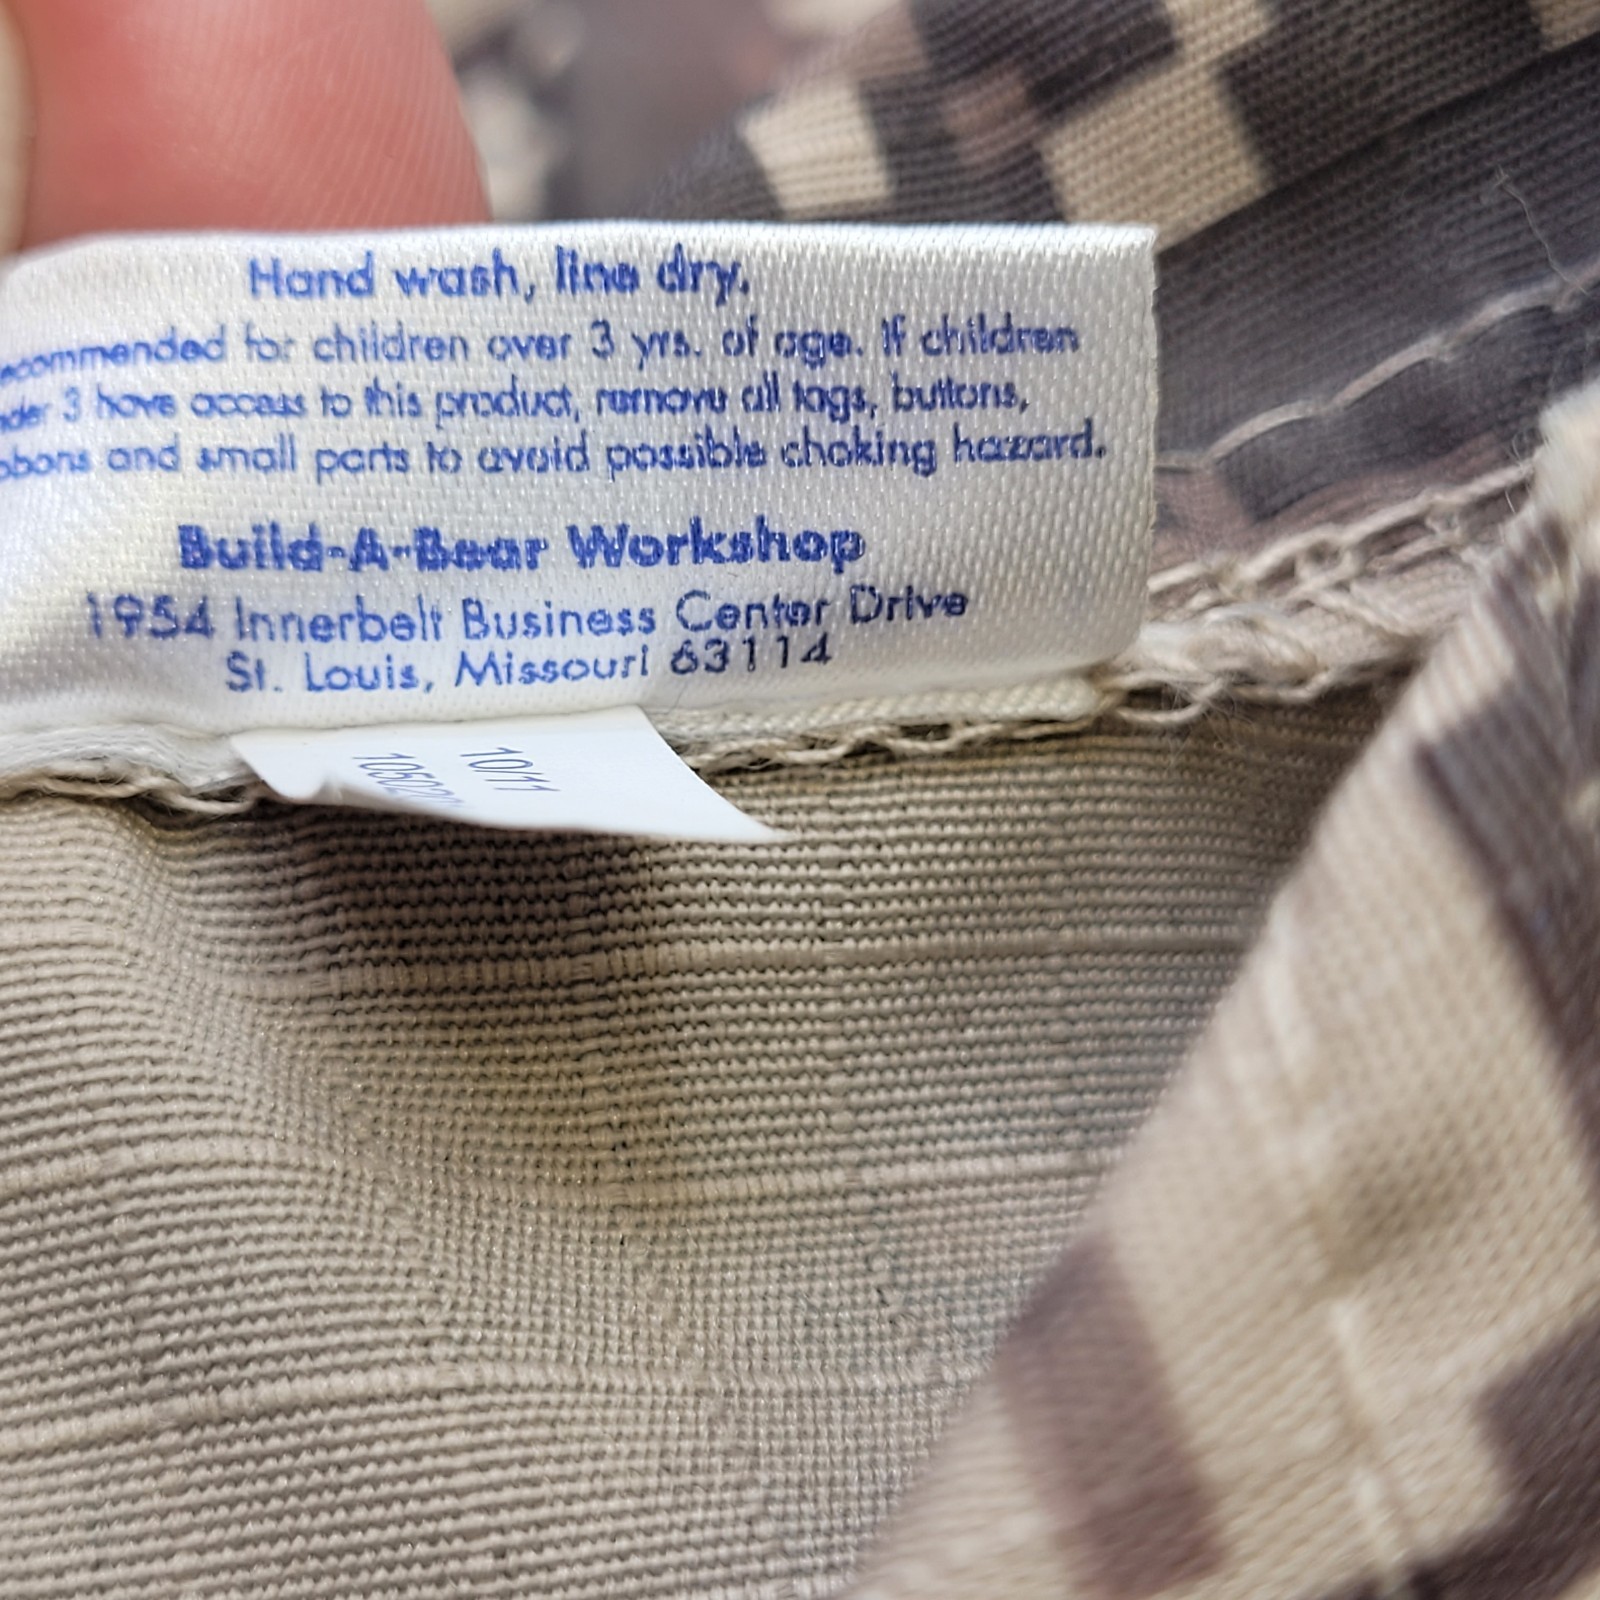 Hand wash, line dry.
ecommended for children over 3 yrs. of age. If children
nder 3 have access to this product, remove all tags, buttons,
bbons and small parts to avoid possible choking hazard.
Build-A-Bear Workshop
1954 Innerbelt Business Center Drive
St. Louis, Missouri 63114
10/11